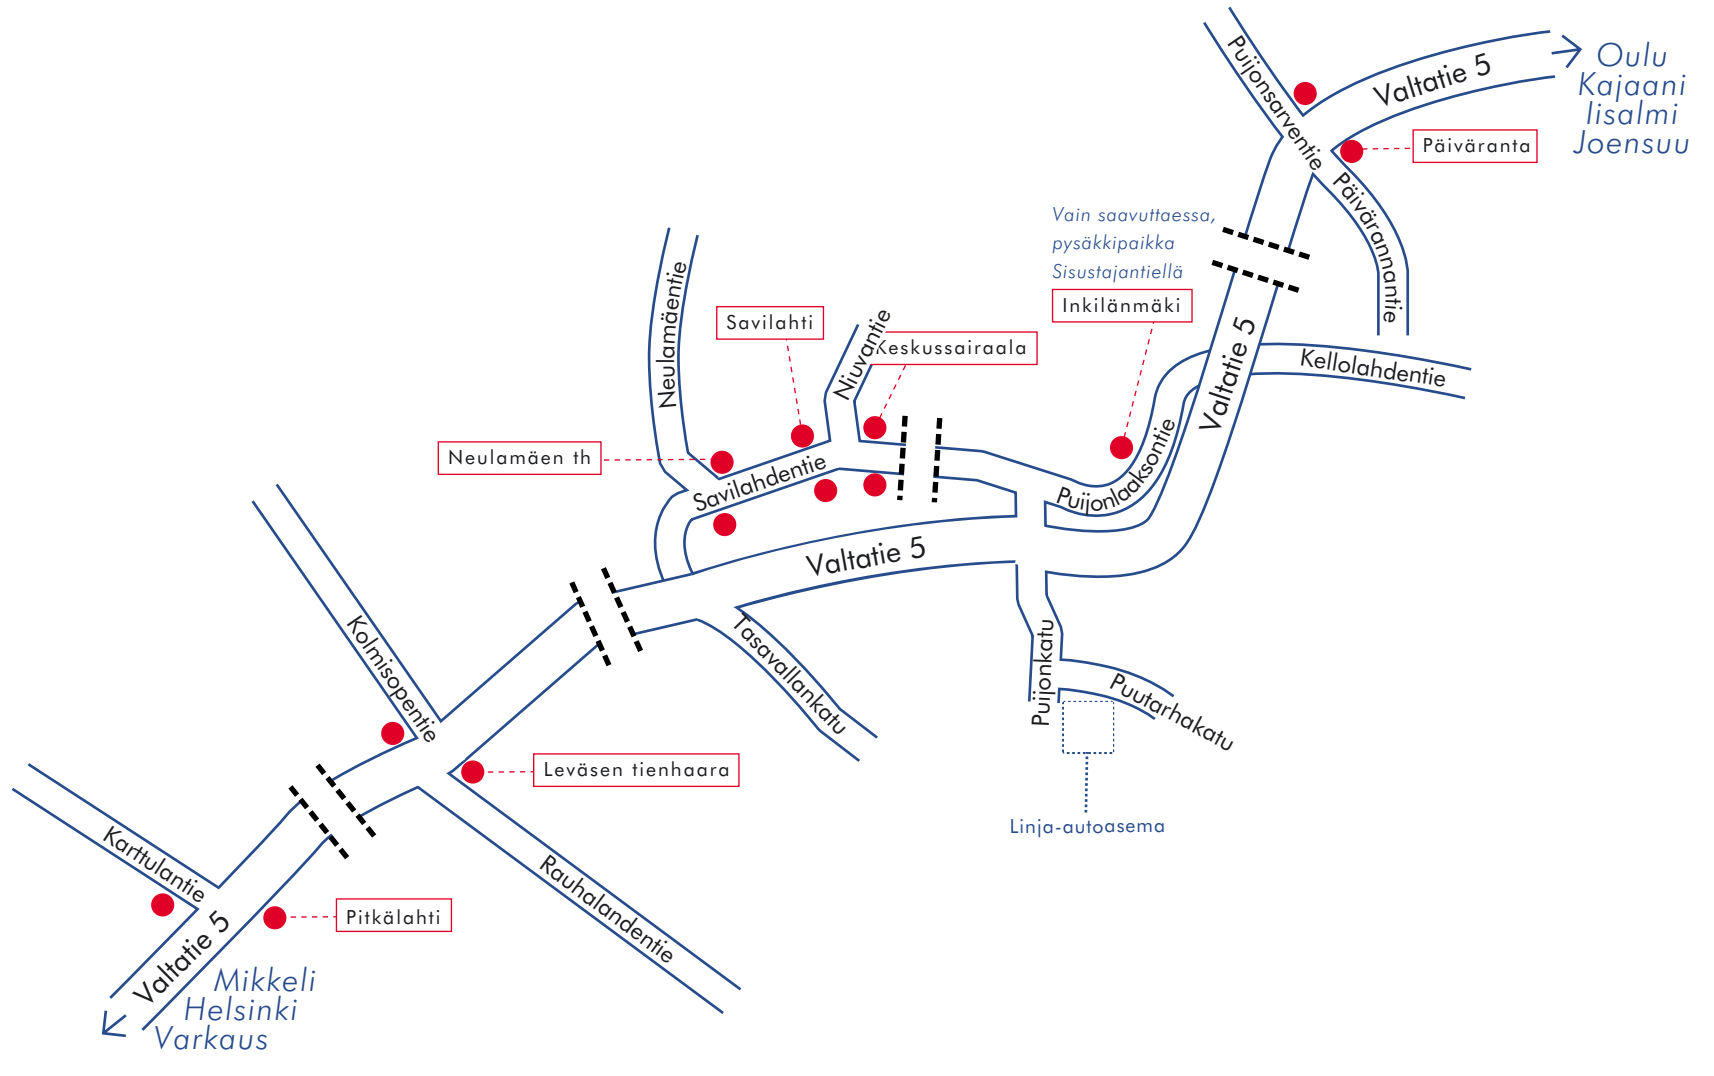 Puijonsarventie
Valtatie 5
Oulu
Kajaani
Iisalmi
Joensuu
Päiväranta
Päivärannantie
Vain saavuttaessa,
pysäkkipaikka
Sisustajantiellä
Inkilänmäki
Neulamäentie
Savilahti
Niuvantie
Keskussairaala
Valtatie 5
Kellolahdentie
Neulamäen th
Savilahdentie
Puijonlaaksontie
Valtatie 5
Kolmisopentie
Tasavallankatu
Puijonkatu
Puutarhakatu
Leväsen tienhaara
Linja-autoasema
Karttulantie
Rauhalandentie
Pitkälahti
Valtatie 5
Mikkeli
Helsinki
Varkaus